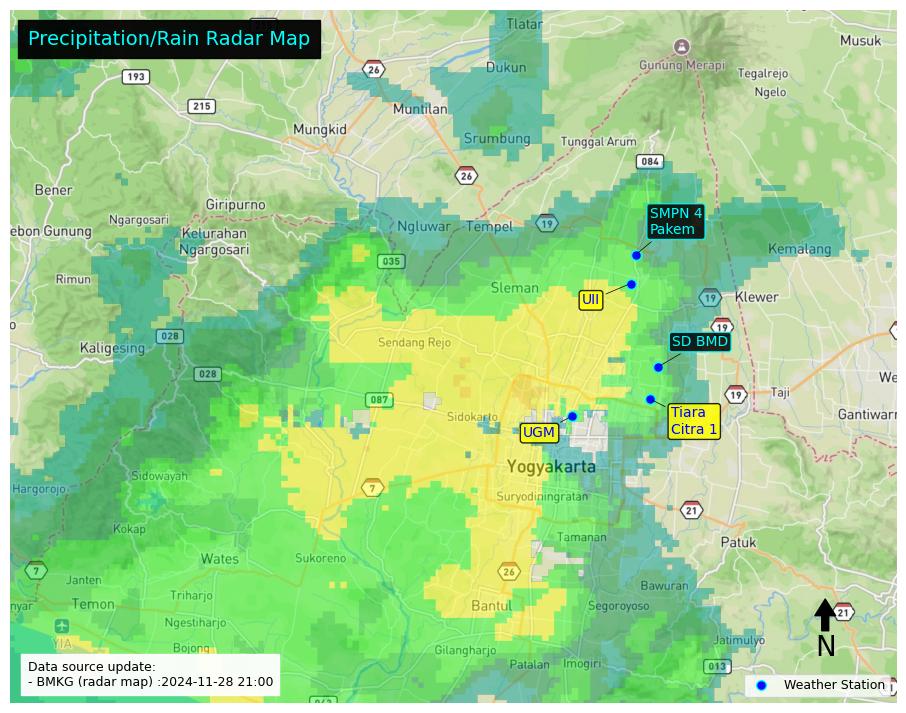 Precipitation/Rain Radar Map
Tlatar
Musuk
26
Gunung Merapi
193
Dukun
Tegalrejo
Ngelo
215
Muntilan
Mungkid
Srumbung
Tunggal Arum
084
26
Bener
Giripurno
SMPN 4
Pakem
Ngargosari
Ngluwar
Tempel
19
ebon Gunung
Kelurahan
Ngargosari
Kemalang
035
Rimun
Sleman
UII
19
Klewer
19
028
Sendang Rejo
SD BMD
Kaligesing
028
We
Taji
19
087
Tiara
Citra 1
Gantiwarn
Sidokarto
UGM
Yogyakarta
Sidowayah
Hargorojo
7
Suryodiningratan
21
Kokap
Tamanan
Patuk
Wates
Sukoreno
7
26
Janten
Bawuran
Triharjo
nyar
Temon
Bantul
Segoroyoso
21
Ngestiharjo
N
YIA
Jatimulyo
Bojong
Gilangharjo
Patalan
Imogiri
013
Data source update:
- BMKG (radar map) :2024-11-28 21:00
Weather Station